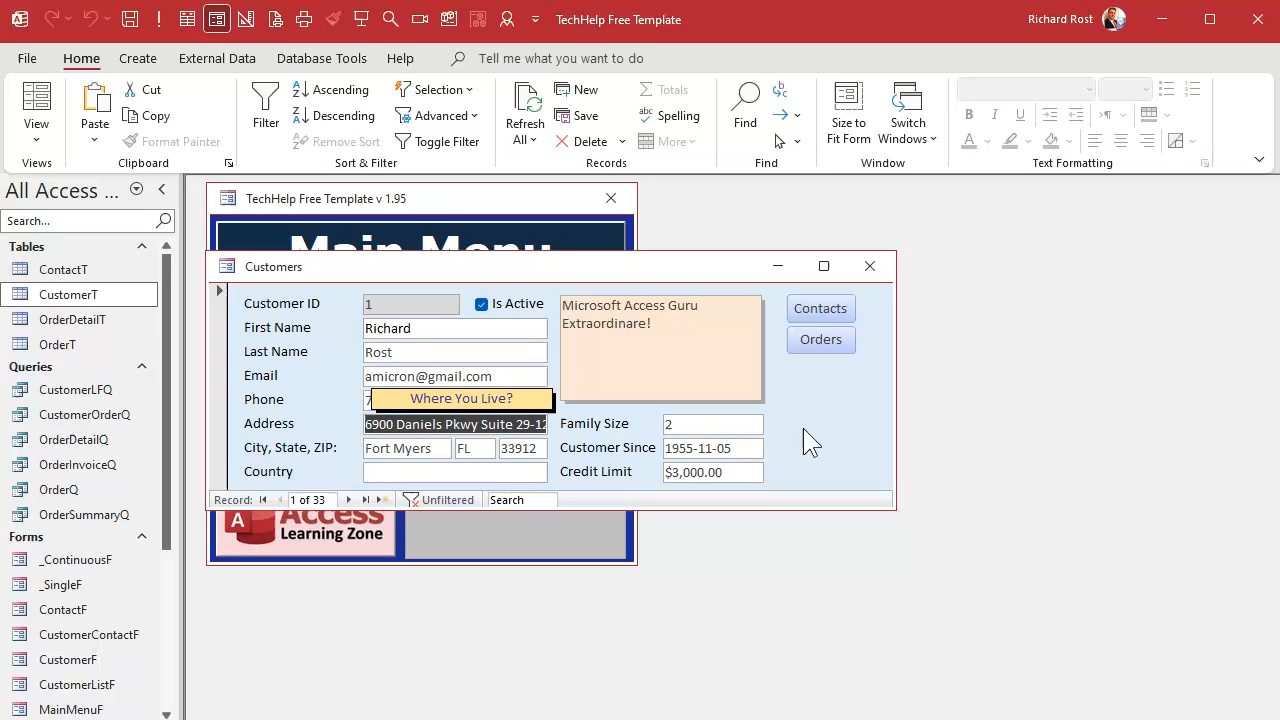 TechHelp Free Template
Richard Rost
File
Home
Create
External Data
Database Tools
Help
Tell me what you want to do
View
Views
Paste
Cut
Copy
Format Painter
Clipboard
Filter
Ascending
Descending
Remove Sort
Selection
Advanced
Toggle Filter
Sort & Filter
Refresh
All
New
Save
Delete
Totals
Spelling
More
Records
Find
Find
Size to
Fit Form
Switch
Windows
Window
B I U
A
Text Formatting
All Access ...
Search...
Tables
ContactT
CustomerT
OrderDetailT
OrderT
Queries
CustomerLFQ
CustomerOrderQ
OrderDetailQ
OrderInvoiceQ
OrderQ
OrderSummaryQ
Forms
_ContinuousF
_SingleF
ContactF
CustomerContactF
CustomerF
CustomerListF
MainMenuF
TechHelp Free Template v 1.95
Main Menu
Customers
Customer ID 1 Is Active
First Name Richard
Last Name Rost
Email amicron@gmail.com
Phone 7
Where You Live?
Address 6900 Daniels Pkwy Suite 29-12
City, State, ZIP: Fort Myers FL 33912
Country
Microsoft Access Guru
Extraordinare!
Family Size 2
Customer Since 1955-11-05
Credit Limit $3,000.00
Contacts
Orders
Record: 1 of 33 Unfiltered Search
A Access
Learning Zone